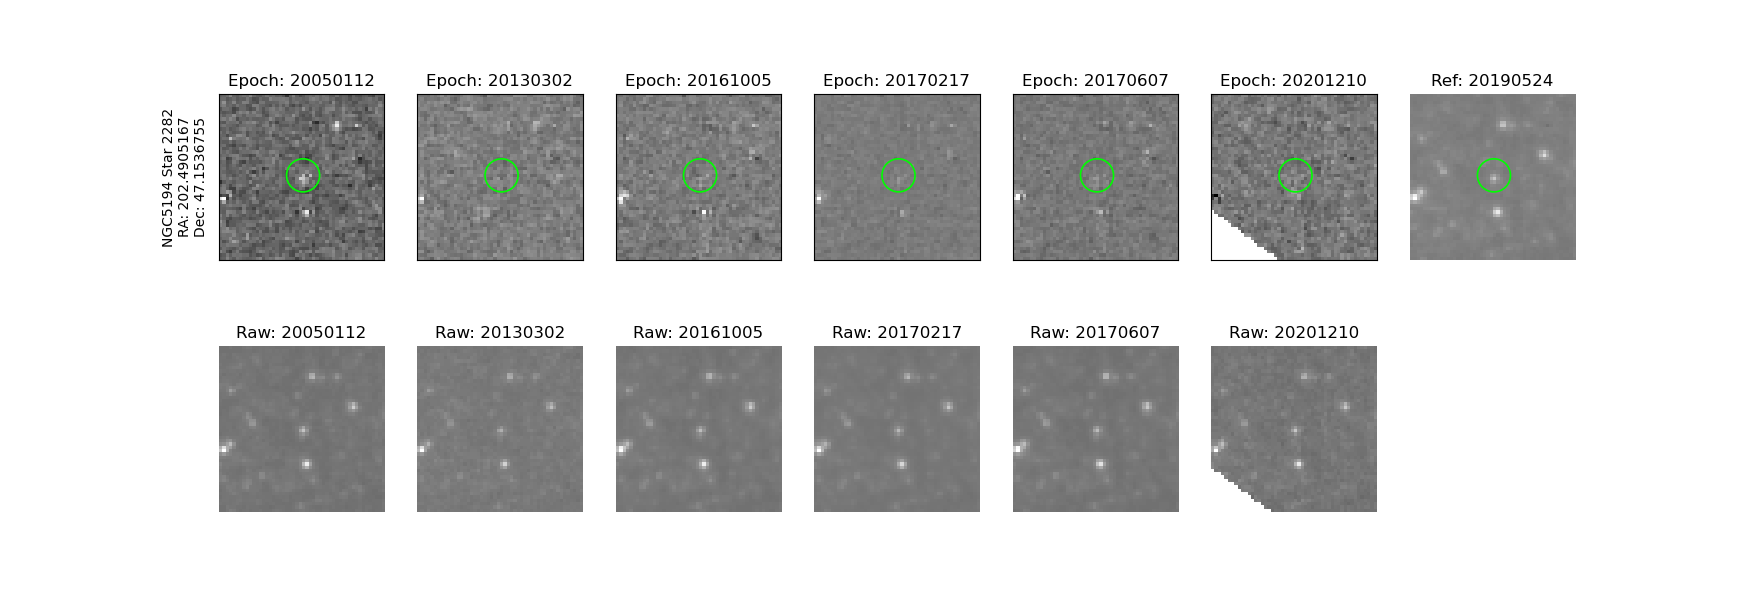 Epoch: 20050112
Epoch: 20130302
Epoch: 20161005
Epoch: 20170217
Epoch: 20170607
Epoch: 20201210
Ref: 20190524
NGC5194 Star 2282
RA: 202.4905167
Dec: 47.1536755
Raw: 20050112
Raw: 20130302
Raw: 20161005
Raw: 20170217
Raw: 20170607
Raw: 20201210